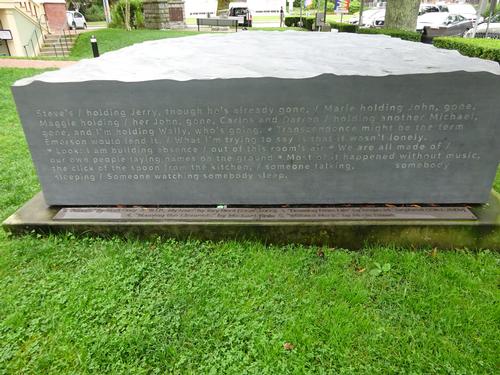 Steve's / holding Jerry, though he's already gone, / Marie holding John, gone,
Maggie holding / her John, gone, Carlos and Darren / holding another Michael,
gone, and I'm holding Wally, who's going. * Transcendence might be the term
Emerson would lend it. / What I'm trying to say is that it wasn't lonely.
* Look, I am building absence / out of this room's air * We are all made of /
our own people laying names to the ground * Most of it happened without music,
the click of the spoon from the kitchen, / someone talking, somebody
sleeping / Someone watching somebody sleep.